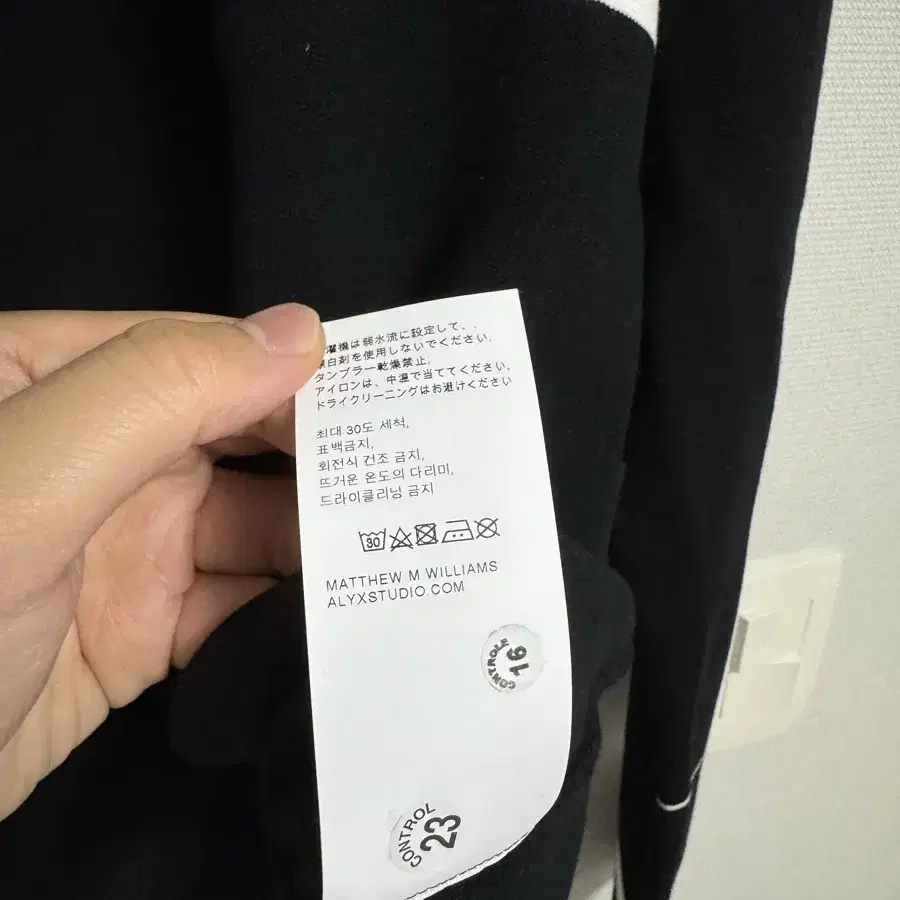 濯機は弱水流に設定して、
漂白剤を使用しないでください.
タンブラー乾燥禁止.
アイロンは、中温で当ててください.
ドライクリーニングはお避けください
최대 30도 세척,
표백금지,
회전식 건조 금지,
뜨거운 온도의 다리미,
드라이클리닝 금지
30
MATTHEW M WILLIAMS
ALYXSTUDIO.COM
CONTROLE
16
CONTROL
23